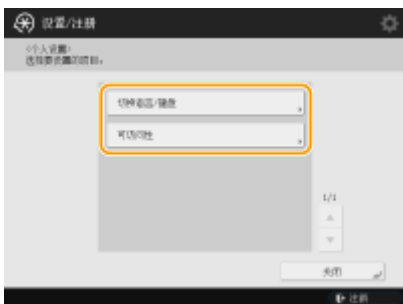 设置/注册
<个人设置>
选择要设置的项目。
切换语言/键盘
可访问性
1/1
关闭
注销